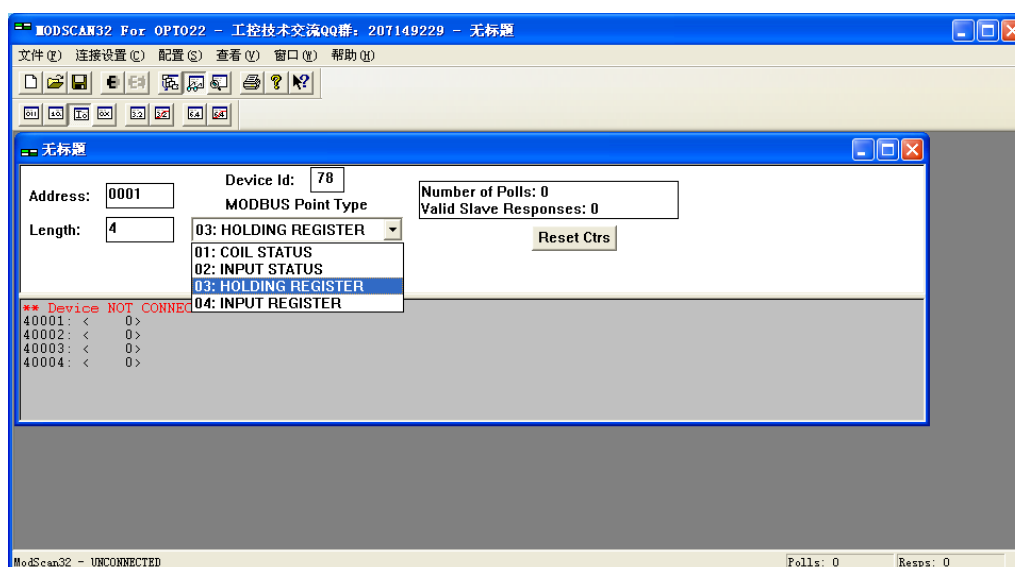 MODSCAN32 For OPTO22 - 工控技术交流QQ群: 207149229 - 无标题
文件(F) 连接设置(C) 配置(S) 查看(V) 窗口(W) 帮助(H)
无标题
Address: 0001
Device Id: 78
MODBUS Point Type
Number of Polls: 0
Valid Slave Responses: 0
Length: 4
03: HOLDING REGISTER
Reset Ctrs
01: COIL STATUS
02: INPUT STATUS
03: HOLDING REGISTER
04: INPUT REGISTER
** Device NOT CONNEC
40001: < 0>
40002: < 0>
40003: < 0>
40004: < 0>
ModScan32 - UNCONNECTED
Polls: 0
Resps: 0